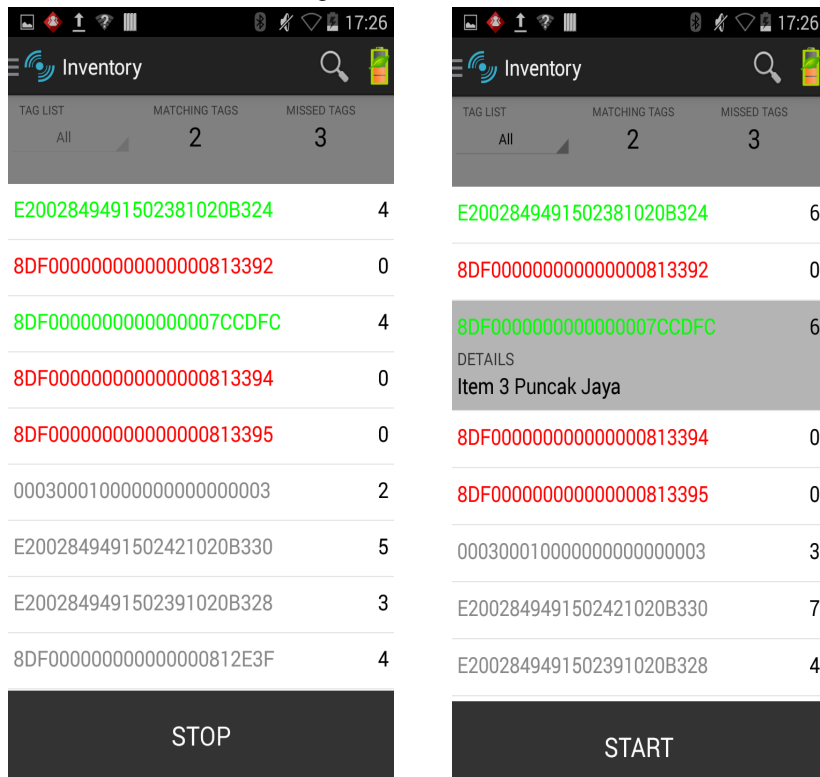 17:26
Inventory
TAG LIST MATCHING TAGS MISSED TAGS
All 2 3
E2002849491502381020B324 4
8DF000000000000000813392 0
8DF0000000000000007CCDFC 4
8DF000000000000000813394 0
8DF000000000000000813395 0
000300010000000000000003 2
E2002849491502421020B330 5
E2002849491502391020B328 3
8DF000000000000000812E3F 4
STOP
17:26
Inventory
TAG LIST MATCHING TAGS MISSED TAGS
All 2 3
E2002849491502381020B324 6
8DF000000000000000813392 0
8DF0000000000000007CCDFC 6
DETAILS
Item 3 Puncak Jaya
8DF000000000000000813394 0
8DF000000000000000813395 0
000300010000000000000003 3
E2002849491502421020B330 7
E2002849491502391020B328 4
START